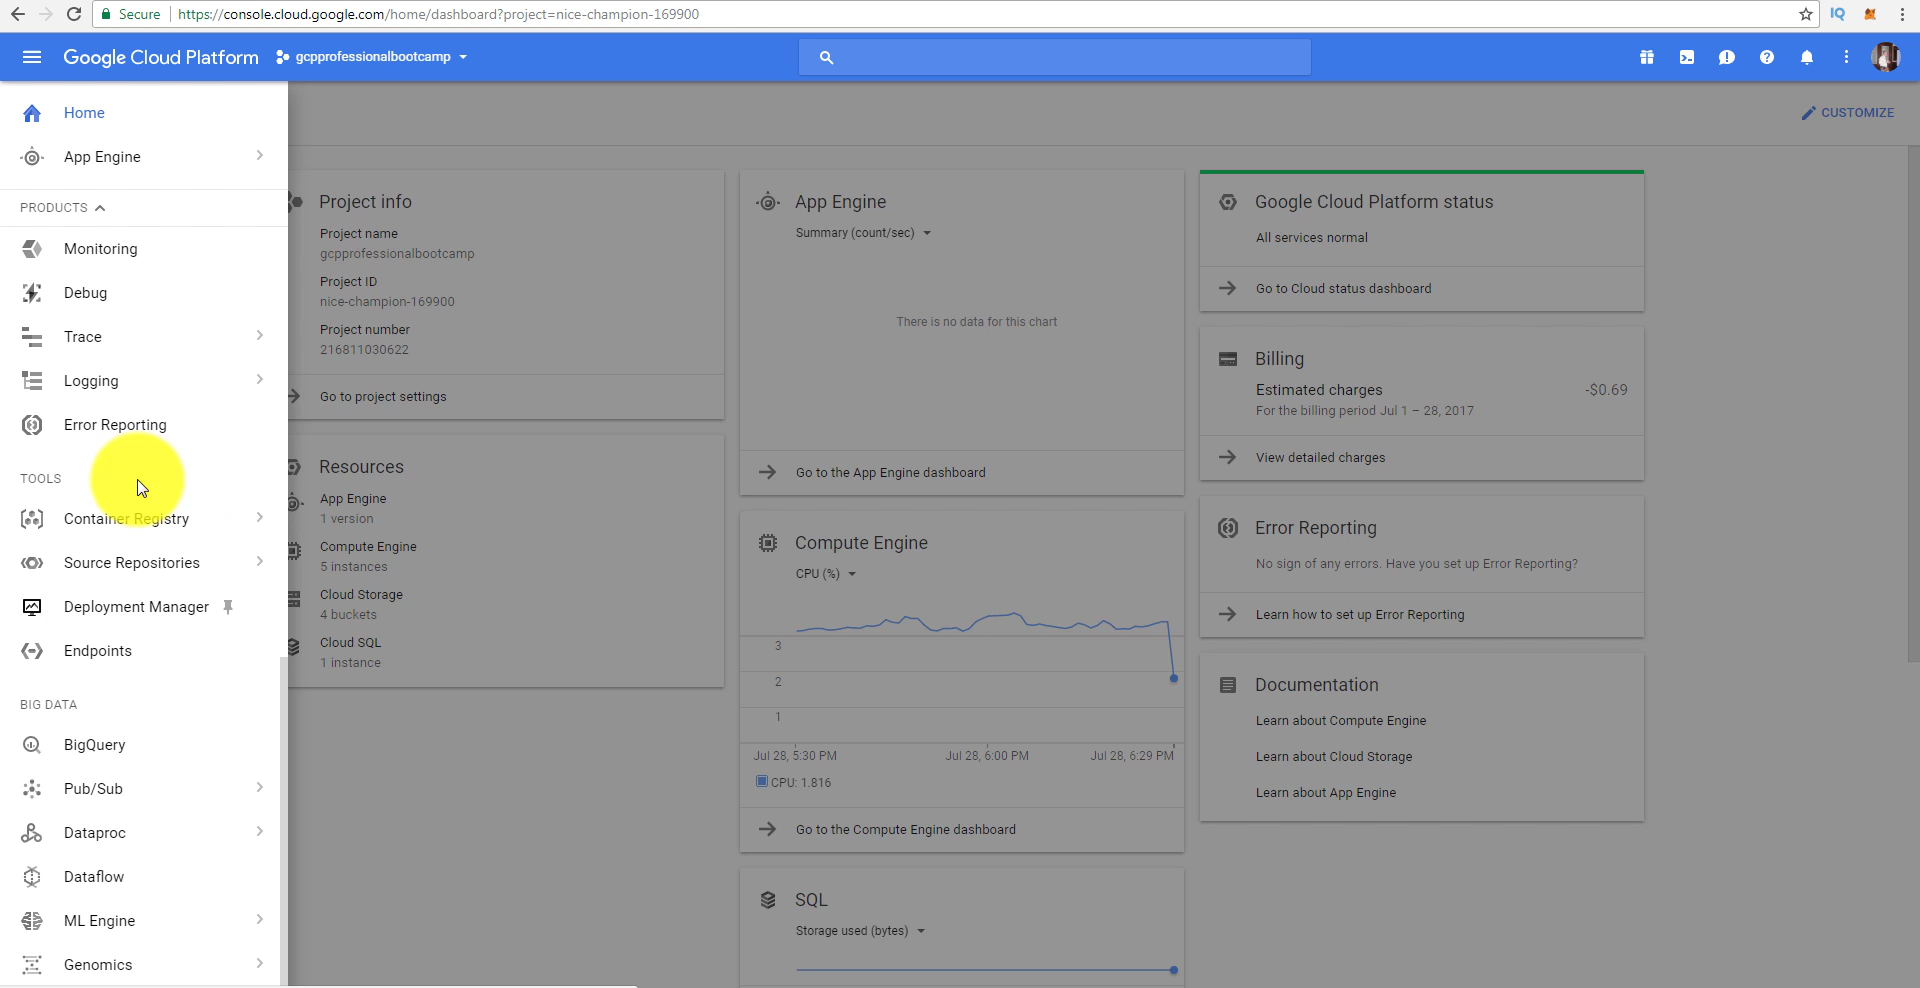 Secure
https://console.cloud.google.com/home/dashboard?project=nice-champion-169900
IQ
Google Cloud Platform
gcpprofessionalbootcamp
Home
App Engine
PRODUCTS
Monitoring
Debug
Trace
Logging
Error Reporting
TOOLS
Container Registry
Source Repositories
Deployment Manager
Endpoints
BIG DATA
BigQuery
Pub/Sub
Dataproc
Dataflow
ML Engine
Genomics
CUSTOMIZE
Project info
Project name
gcpprofessionalbootcamp
Project ID
nice-champion-169900
Project number
216811030622
Go to project settings
Resources
App Engine
1 version
Compute Engine
5 instances
Cloud Storage
4 buckets
Cloud SQL
1 instance
App Engine
Summary (count/sec)
There is no data for this chart
Go to the App Engine dashboard
Compute Engine
CPU (%)
3
2
1
Jul 28, 5:30 PM Jul 28, 6:00 PM Jul 28, 6:29 PM
CPU: 1.816
Go to the Compute Engine dashboard
SQL
Storage used (bytes)
Google Cloud Platform status
All services normal
Go to Cloud status dashboard
Billing
Estimated charges -$0.69
For the billing period Jul 1 – 28, 2017
View detailed charges
Error Reporting
No sign of any errors. Have you set up Error Reporting?
Learn how to set up Error Reporting
Documentation
Learn about Compute Engine
Learn about Cloud Storage
Learn about App Engine